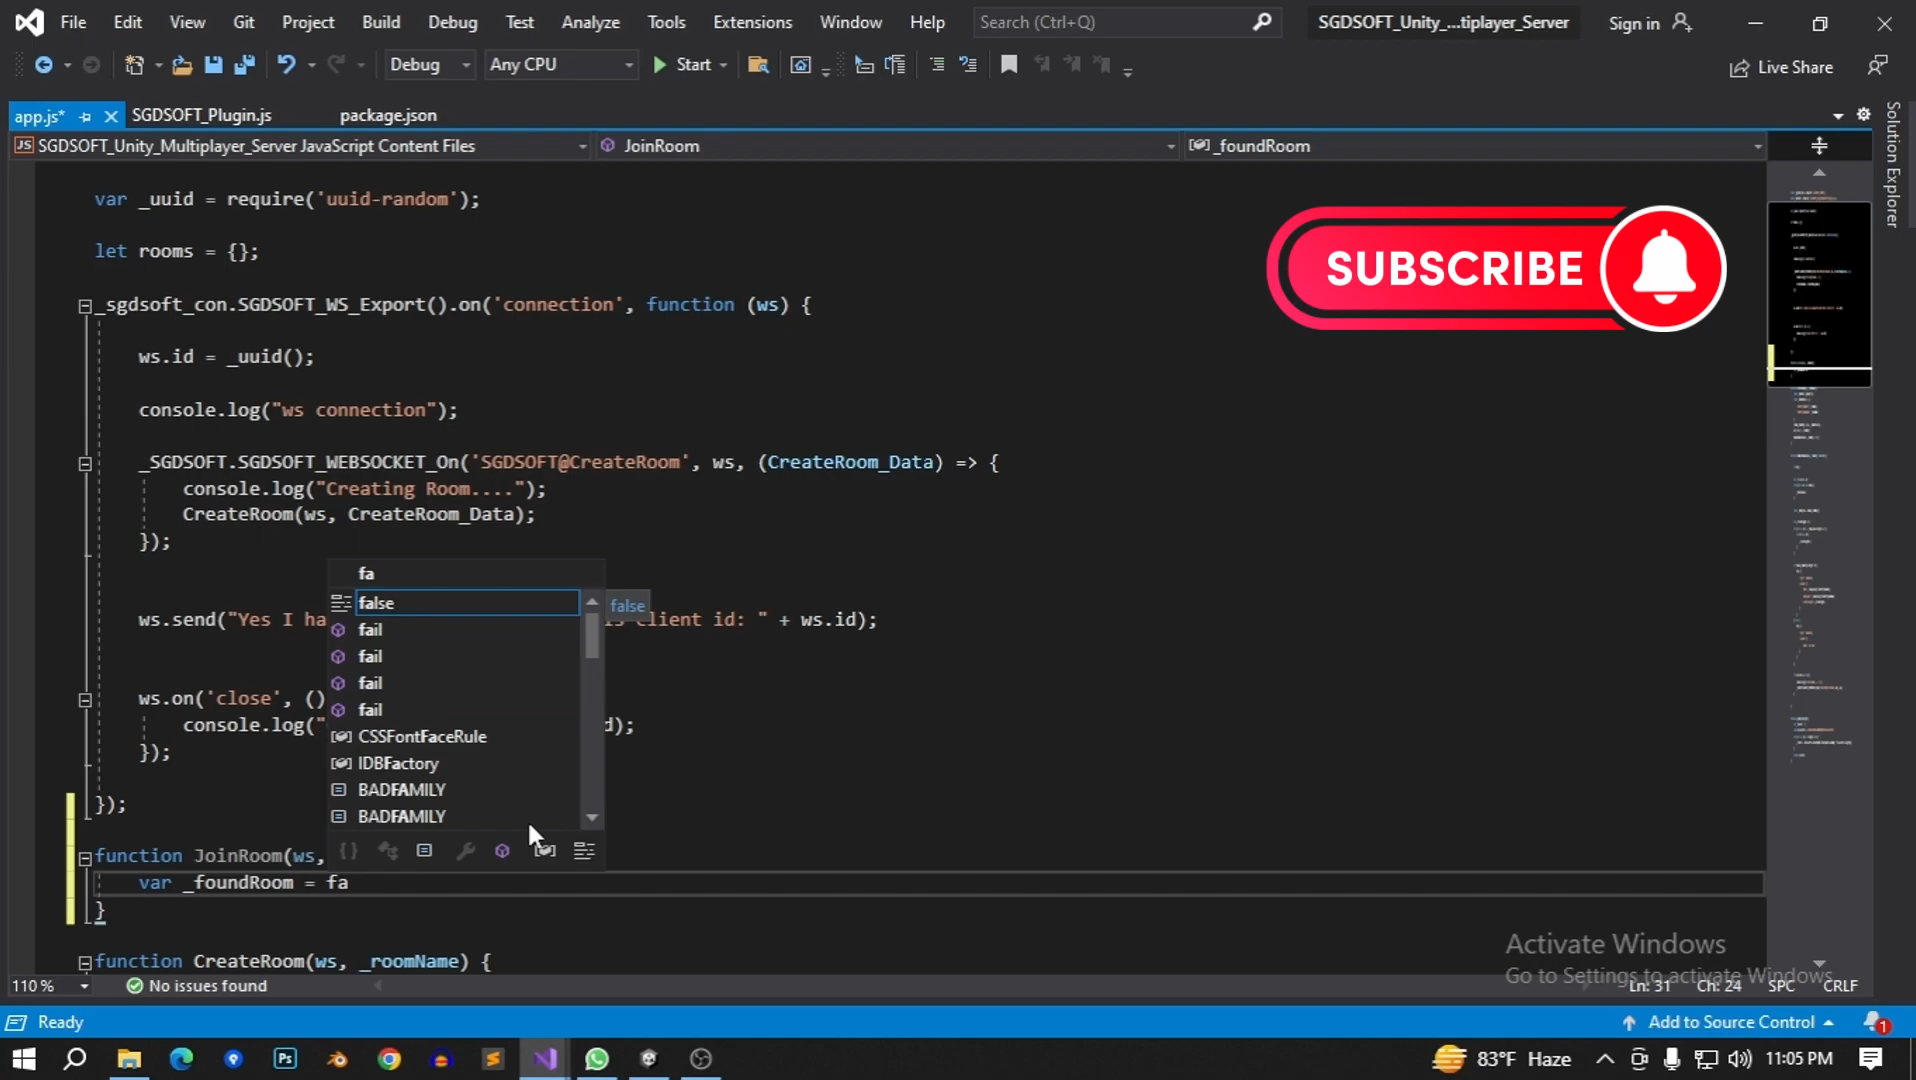 File Edit View Git Project Build Debug Test Analyze Tools Extensions Window Help Search (Ctrl+Q) SGDSOFT_Unity_...tiplayer_Server Sign in
Debug Any CPU Start Live Share
app.js* SGDSOFT_Plugin.js package.json
SGDSOFT_Unity_Multiplayer_Server JavaScript Content Files JoinRoom _foundRoom
Solution Explorer
var _uuid = require('uuid-random');
let rooms = {};
SUBSCRIBE
_sgdsoft_con.SGDSOFT_WS_Export().on('connection', function (ws) {
ws.id = _uuid();
console.log("ws connection");
_SGDSOFT.SGDSOFT_WEBSOCKET_On('SGDSOFT@CreateRoom', ws, (CreateRoom_Data) => {
console.log("Creating Room....");
CreateRoom(ws, CreateRoom_Data);
});
fa
false false
ws.send("Yes I ha client id: " + ws.id);
fail
fail
fail
fail
ws.on('close', ()
console.log(" d);
});
CSSFontFaceRule
IDBFactory
BADFAMILY
BADFAMILY
});
function JoinRoom(ws,
var _foundRoom = fa
}
function CreateRoom(ws, _roomName) {
Activate Windows
Go to Settings to activate Windows.
110 % No issues found Ln: 31 Ch: 24 SPC CRLF
Ready Add to Source Control 1
Ps 83°F Haze 11:05 PM